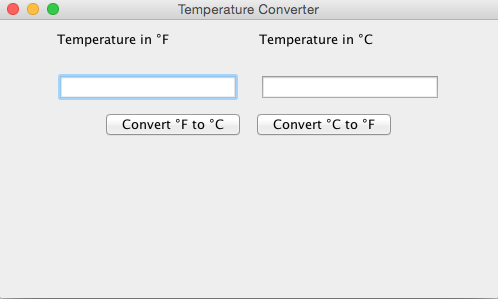 Temperature Converter
Temperature in °F
Temperature in °C
Convert °F to °C
Convert °C to °F